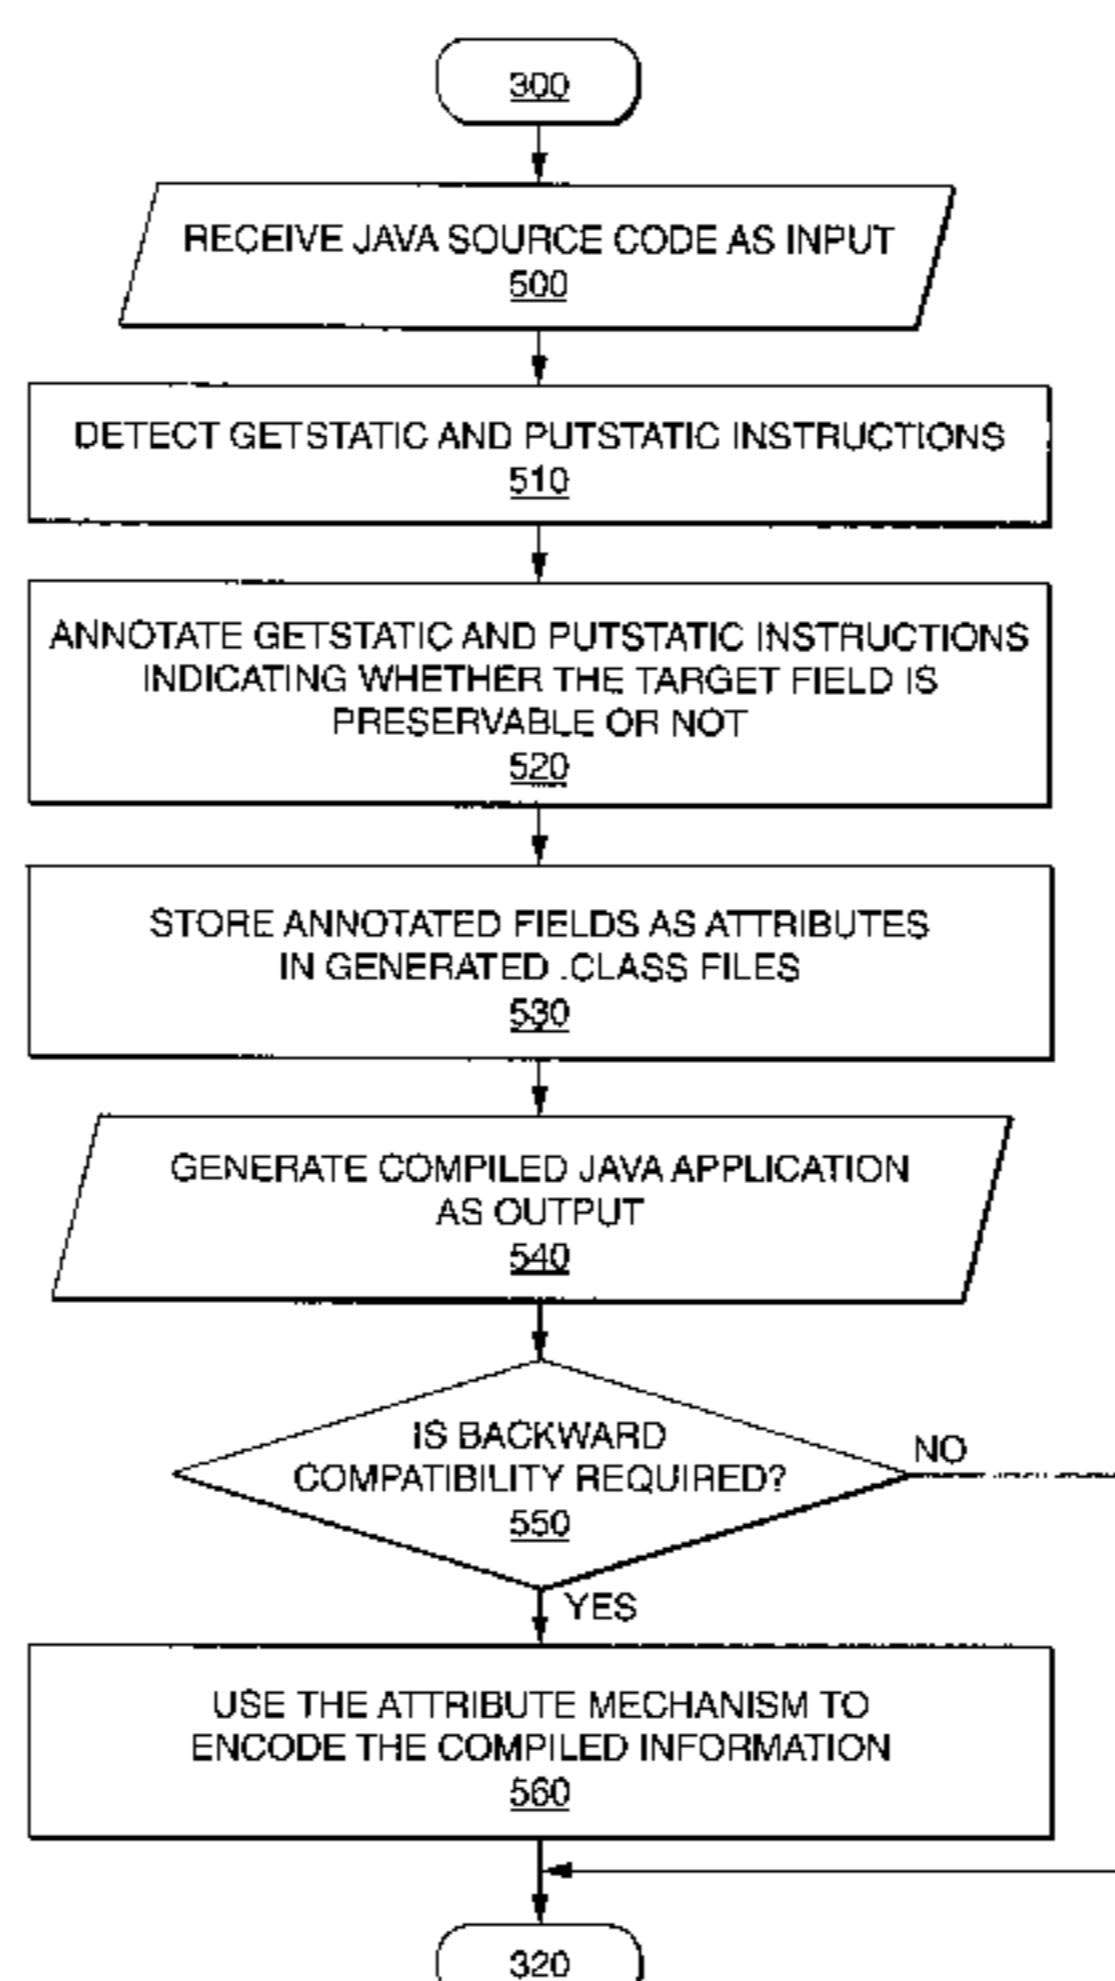 300
RECEIVE JAVA SOURCE CODE AS INPUT
500
DETECT GETSTATIC AND PUTSTATIC INSTRUCTIONS
510
ANNOTATE GETSTATIC AND PUTSTATIC INSTRUCTIONS
INDICATING WHETHER THE TARGET FIELD IS
PRESERVABLE OR NOT
520
STORE ANNOTATED FIELDS AS ATTRIBUTES
IN GENERATED .CLASS FILES
530
GENERATE COMPILED JAVA APPLICATION
AS OUTPUT
540
IS BACKWARD
COMPATIBILITY REQUIRED?
550
NO
YES
USE THE ATTRIBUTE MECHANISM TO
ENCODE THE COMPILED INFORMATION
560
320